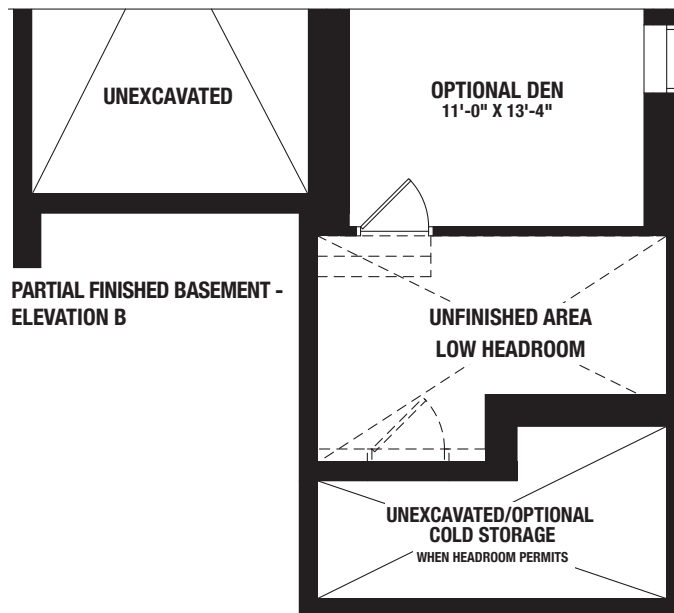 UNEXCAVATED
OPTIONAL DEN
11'-0" X 13'-4"
PARTIAL FINISHED BASEMENT -
ELEVATION B
UNFINISHED AREA
LOW HEADROOM
UNEXCAVATED/OPTIONAL
COLD STORAGE
WHEN HEADROOM PERMITS